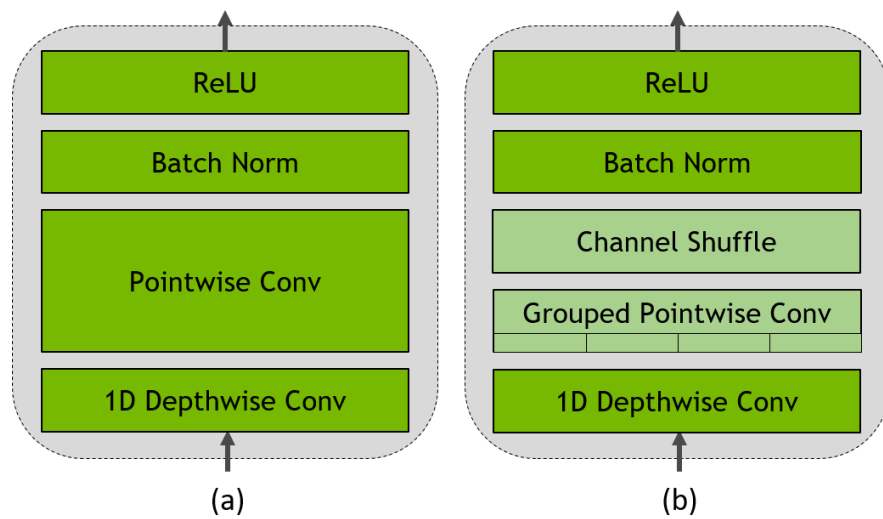 ReLU
Batch Norm
Pointwise Conv
1D Depthwise Conv
(a)
ReLU
Batch Norm
Channel Shuffle
Grouped Pointwise Conv
1D Depthwise Conv
(b)